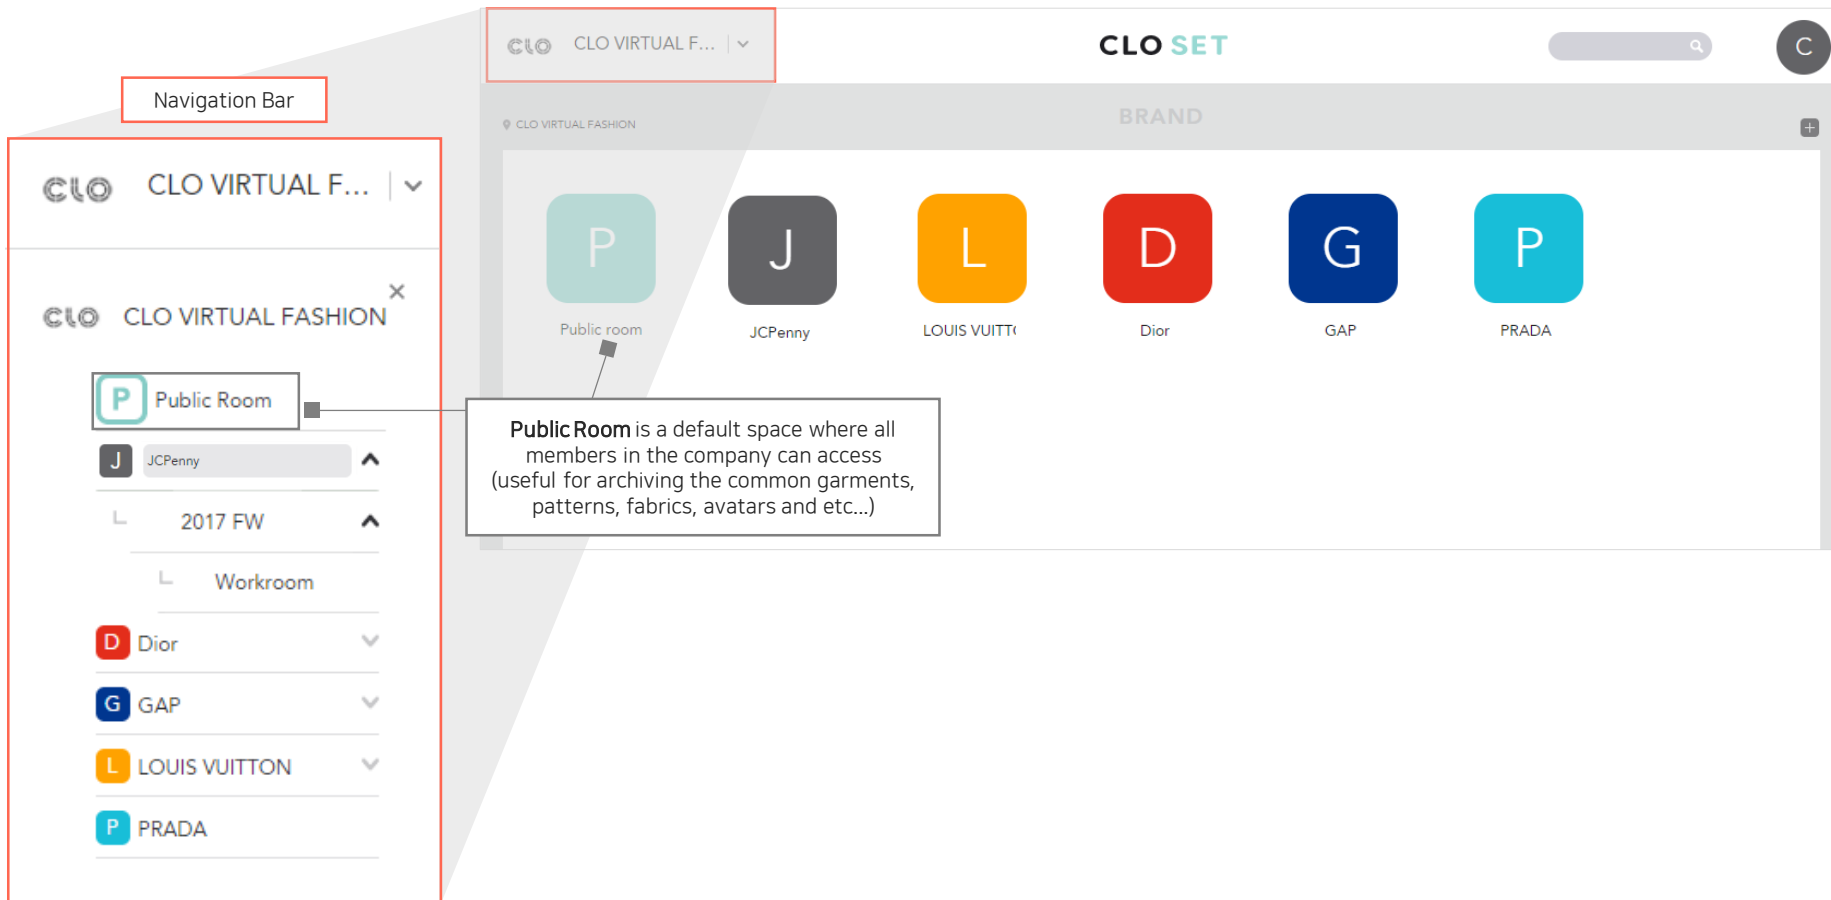 CLO VIRTUAL F...
CLO SET
C
Navigation Bar
BRAND
CLO VIRTUAL FASHION
CLO VIRTUAL F...
CLO VIRTUAL FASHION
P
J
L
D
G
P
Public room
JCPenny
LOUIS VUITT
Dior
GAP
PRADA
P Public Room
J JCPenny
2017 FW
Workroom
D Dior
G GAP
L LOUIS VUITTON
P PRADA
Public Room is a default space where all
members in the company can access
(useful for archiving the common garments,
patterns, fabrics, avatars and etc...)